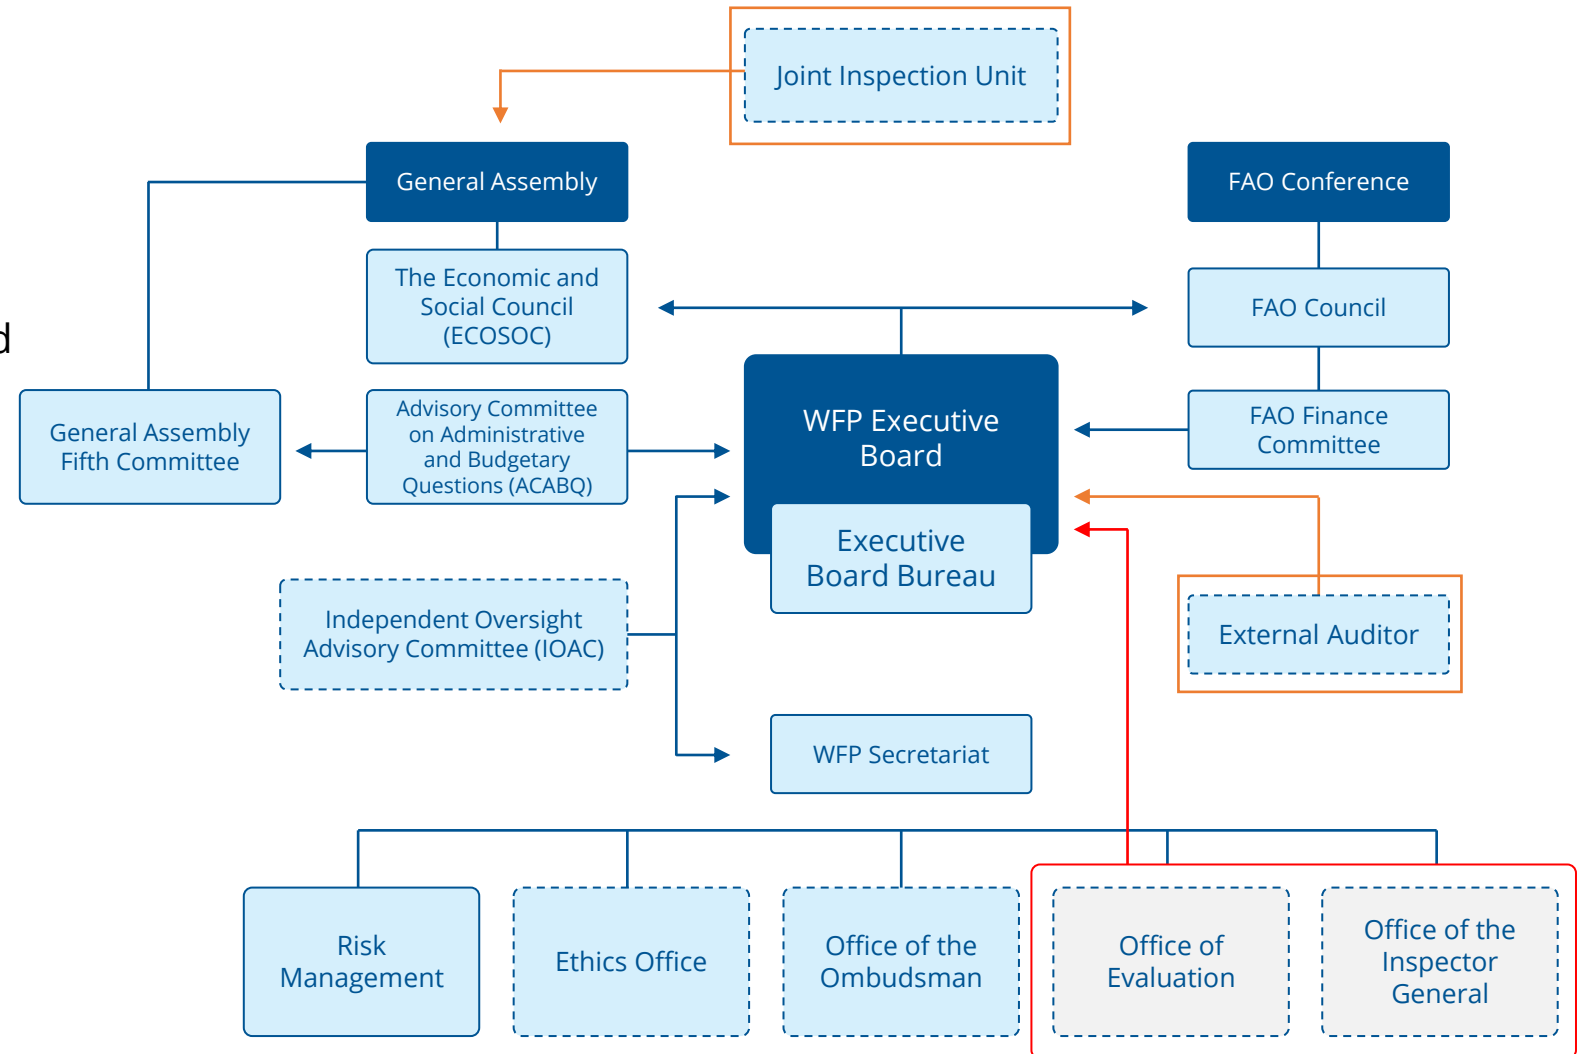 Joint Inspection Unit
General Assembly
FAO Conference
The Economic and
Social Council
(ECOSOC)
FAO Council
d
General Assembly
Fifth Committee
Advisory Committee
on Administrative
and Budgetary
Questions (ACABQ)
WFP Executive
Board
FAO Finance
Committee
Executive
Board Bureau
Independent Oversight
Advisory Committee (IOAC)
External Auditor
WFP Secretariat
Risk
Management
Ethics Office
Office of the
Ombudsman
Office of
Evaluation
Office of the
Inspector
General